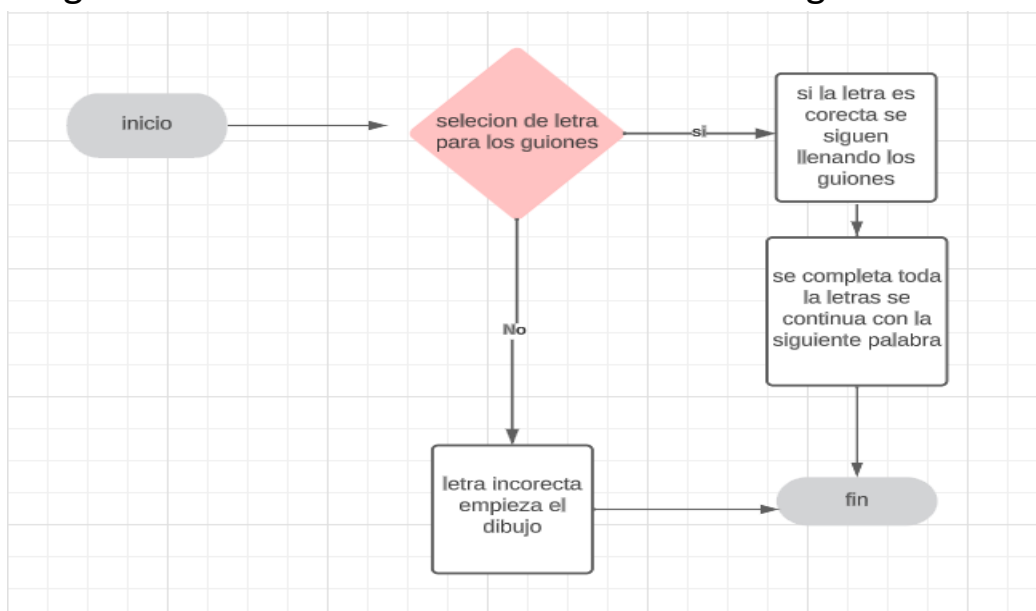 inicio
selecion de letra
para los guiones
si
si la letra es
corecta se
siguen
llenando los
guiones
se completa toda
la letras se
continua con la
siguiente palabra
No
letra incorecta
empieza el
dibujo
fin